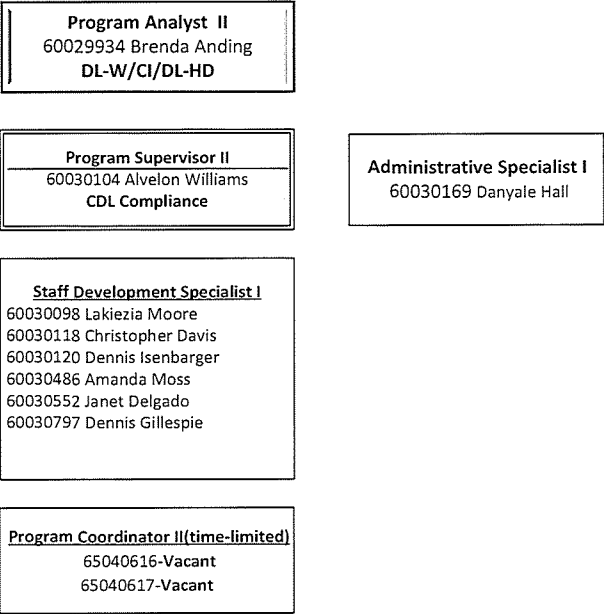 Program Analyst II
60029934 Brenda Anding
DL-W/CI/DL-HD
Program Supervisor II
60030104 Alvelon Williams
CDL Compliance
Administrative Specialist I
60030169 Danyale Hall
Staff Development Specialist I
60030098 Lakiezia Moore
60030118 Christopher Davis
60030120 Dennis Isenbarger
60030486 Amanda Moss
60030552 Janet Delgado
60030797 Dennis Gillespie
Program Coordinator II(time-limited)
65040616-Vacant
65040617-Vacant